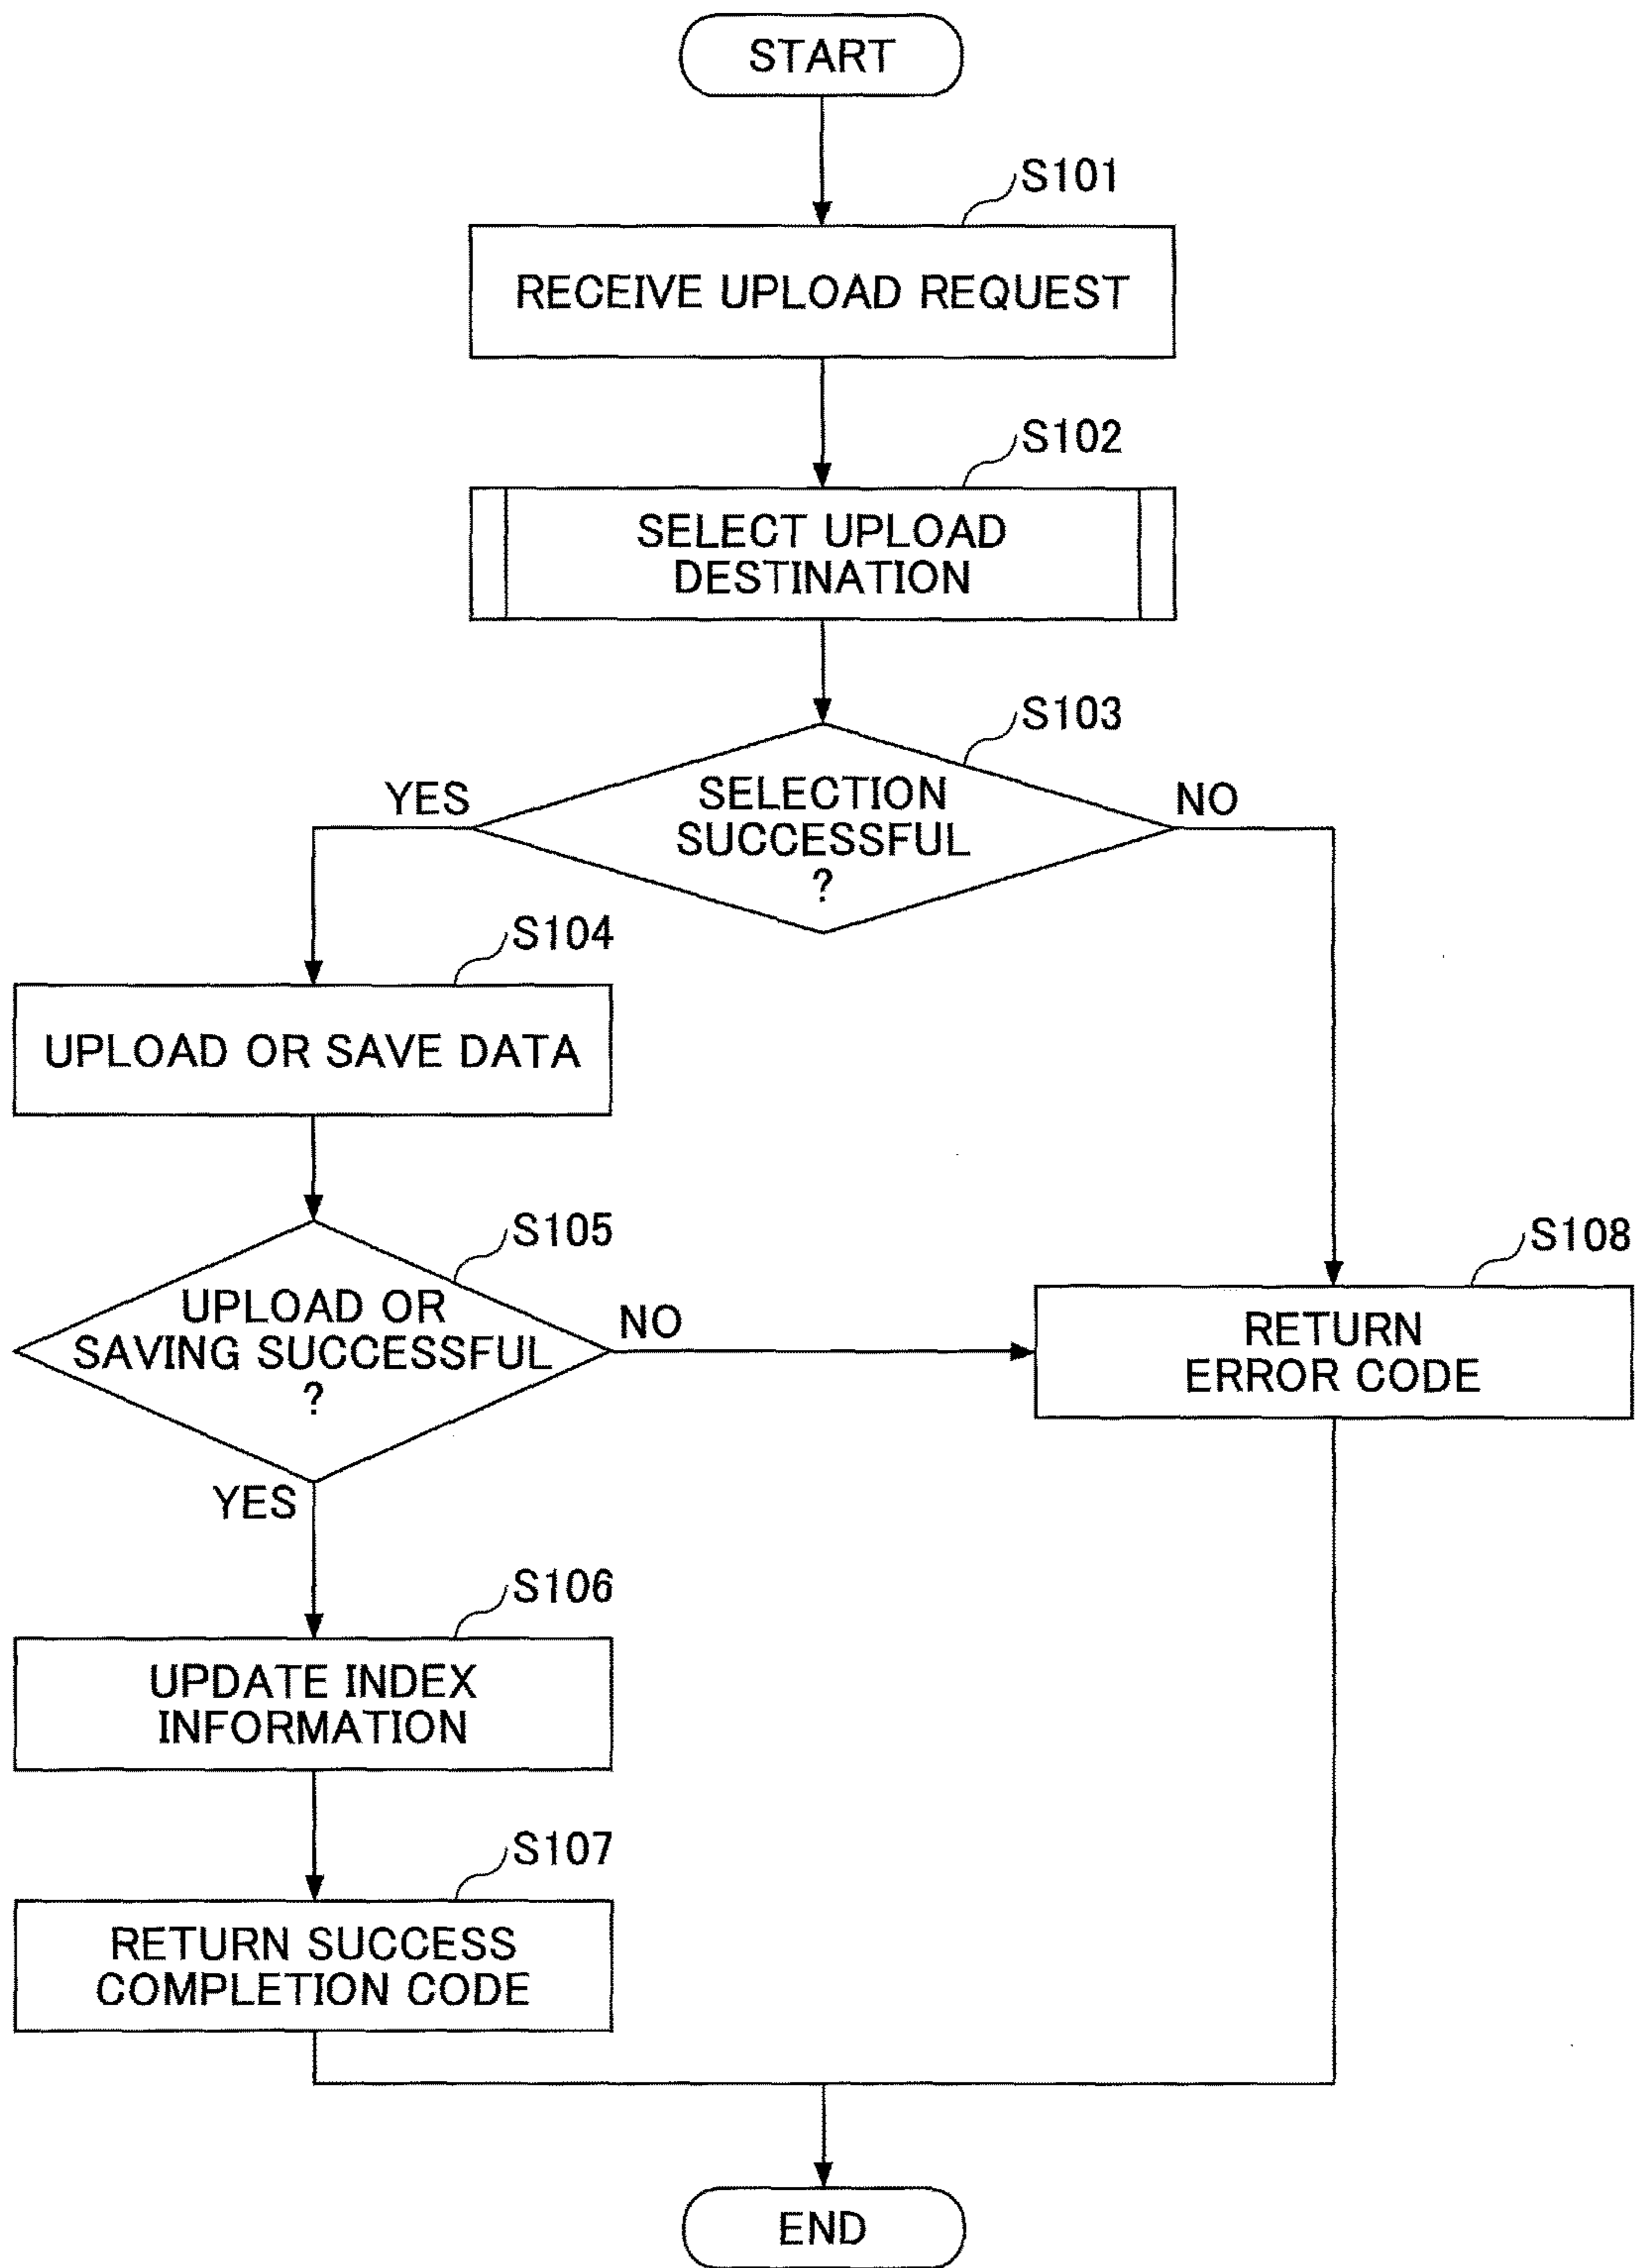 START
S101
RECEIVE UPLOAD REQUEST
S102
SELECT UPLOAD
DESTINATION
S103
SELECTION
SUCCESSFUL
?
YES
NO
S104
UPLOAD OR SAVE DATA
S105
UPLOAD OR
SAVING SUCCESSFUL
?
NO
YES
S108
RETURN
ERROR CODE
S106
UPDATE INDEX
INFORMATION
S107
RETURN SUCCESS
COMPLETION CODE
END